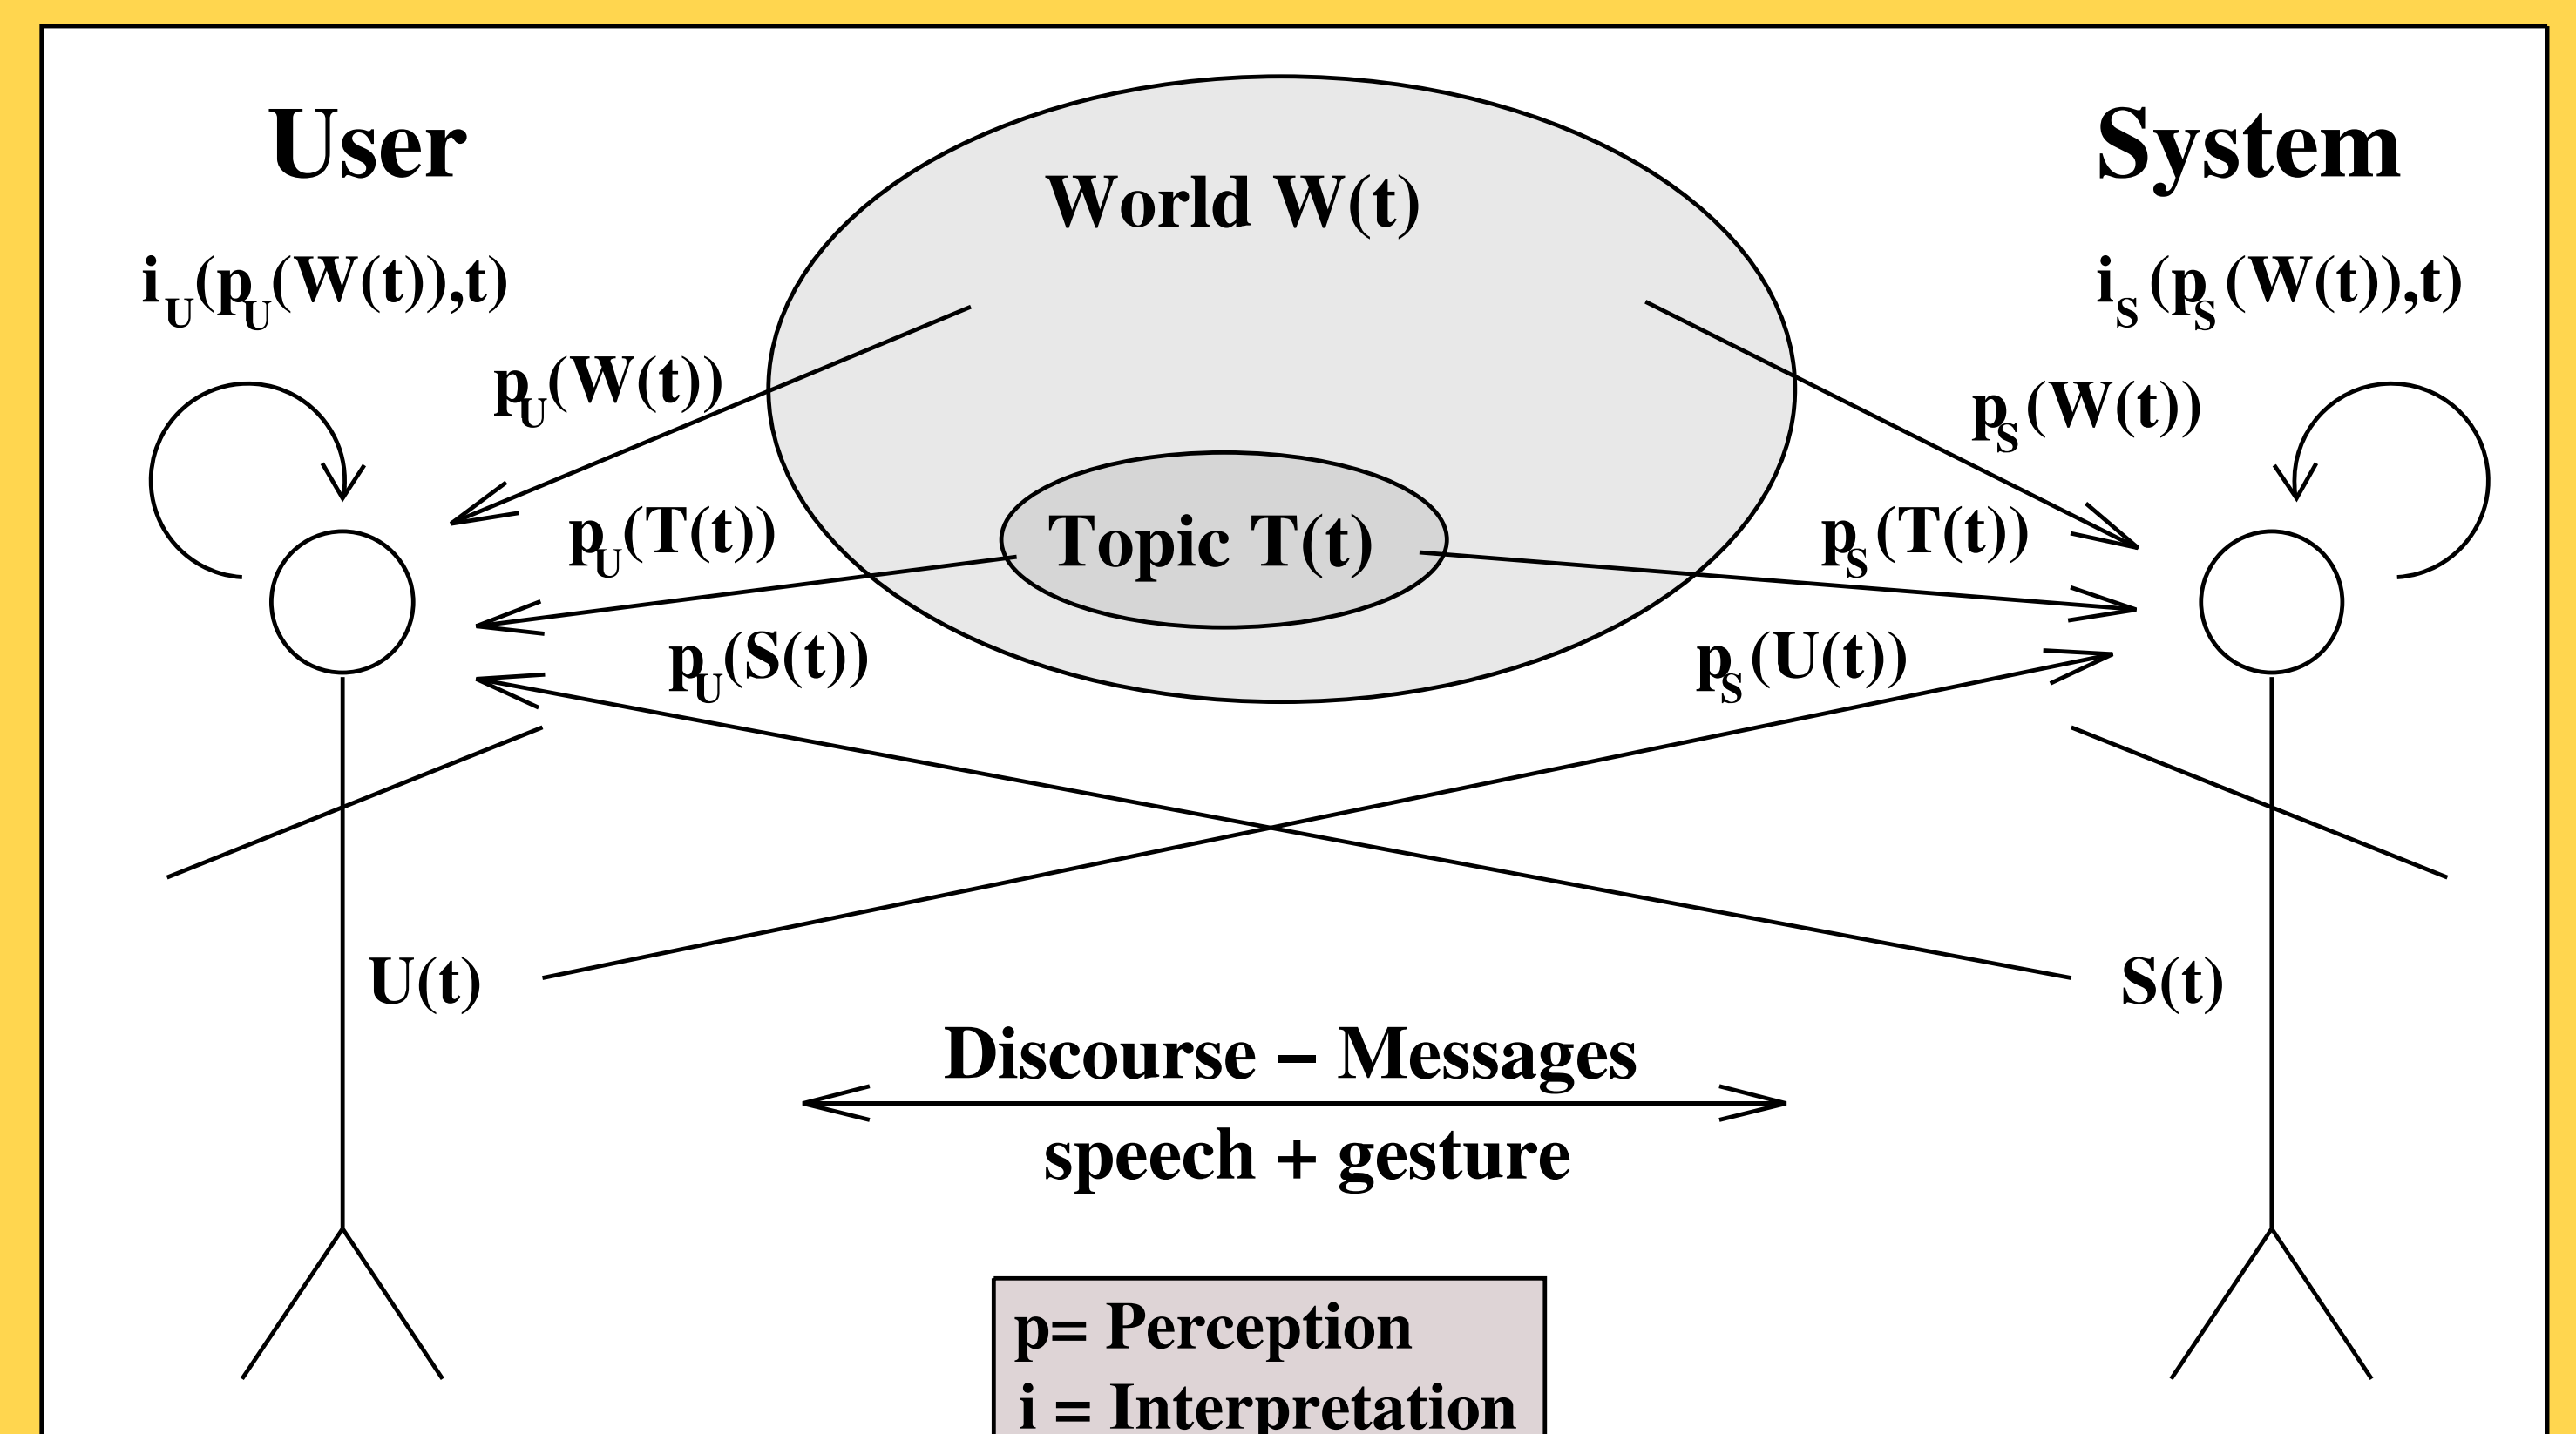 User
World W(t)
System
i_U(p_U(W(t)),t)
i_S(p_S(W(t)),t)
p_U(W(t))
p_S(W(t))
p_U(T(t))
Topic T(t)
p_S(T(t))
p_U(S(t))
p_S(U(t))
U(t)
S(t)
Discourse – Messages
speech + gesture
p= Perception
i = Interpretation